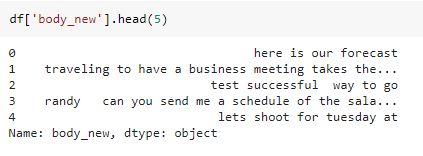 df['body_new'].head(5)
0 here is our forecast
1 traveling to have a business meeting takes the...
2 test successful way to go
3 randy can you send me a schedule of the sala...
4 lets shoot for tuesday at
Name: body_new, dtype: object